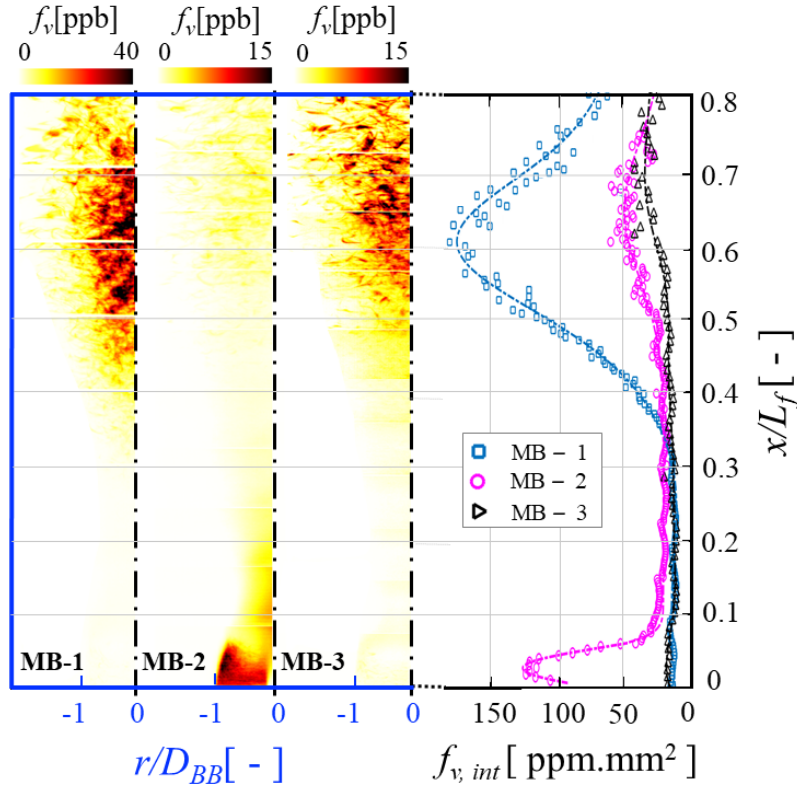 f_v[ppb] f_v[ppb] f_v[ppb]
0 40 0 15 0 15
MB-1 MB-2 MB-3
-1 0 -1 0 -1 0
r/D_BB[ - ]
0.8
0.7
0.6
0.5
0.4
0.3
0.2
0.1
0
x/L_f [ - ]
MB – 1
MB – 2
MB – 3
150 100 50 0
f_v, int [ ppm.mm²]